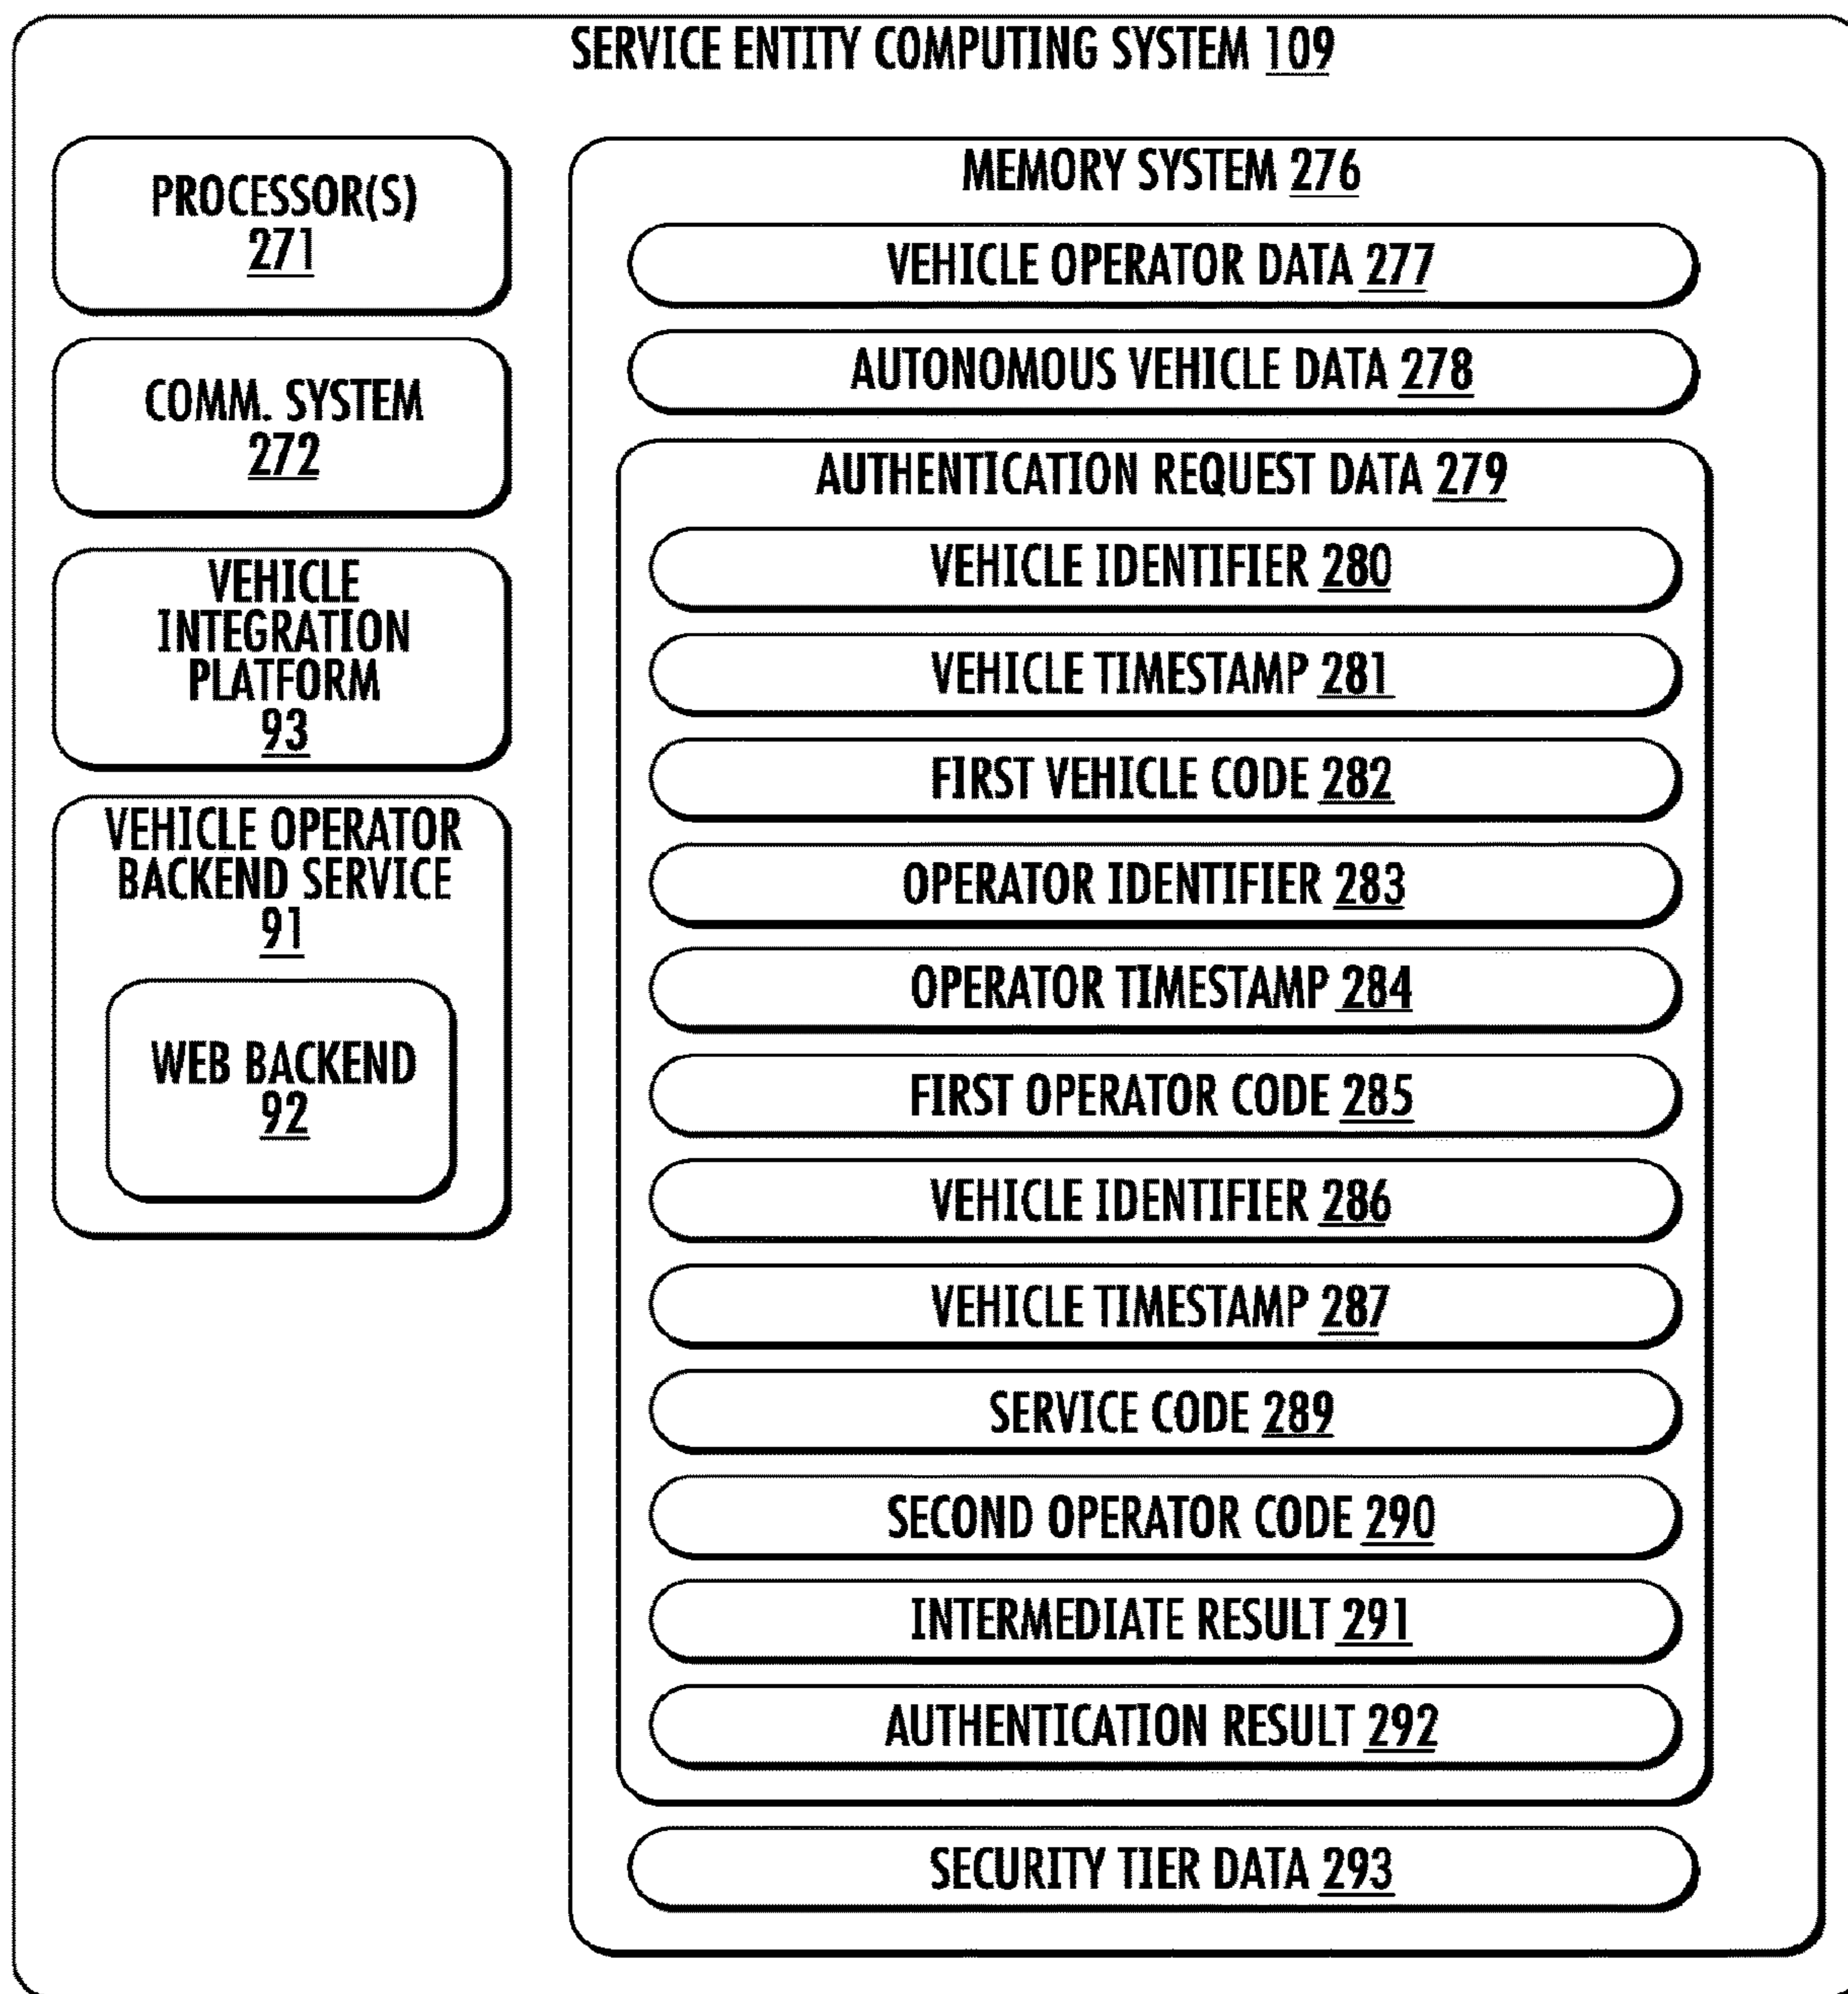 SERVICE ENTITY COMPUTING SYSTEM 109
PROCESSOR(S)
271
COMM. SYSTEM
272
VEHICLE
INTEGRATION
PLATFORM
93
VEHICLE OPERATOR
BACKEND SERVICE
91
WEB BACKEND
92
MEMORY SYSTEM 276
VEHICLE OPERATOR DATA 277
AUTONOMOUS VEHICLE DATA 278
AUTHENTICATION REQUEST DATA 279
VEHICLE IDENTIFIER 280
VEHICLE TIMESTAMP 281
FIRST VEHICLE CODE 282
OPERATOR IDENTIFIER 283
OPERATOR TIMESTAMP 284
FIRST OPERATOR CODE 285
VEHICLE IDENTIFIER 286
VEHICLE TIMESTAMP 287
SERVICE CODE 289
SECOND OPERATOR CODE 290
INTERMEDIATE RESULT 291
AUTHENTICATION RESULT 292
SECURITY TIER DATA 293